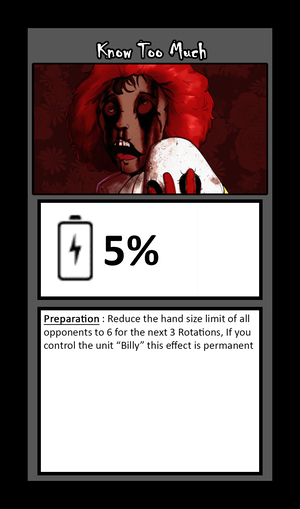 Know Too Much
5%
Preparation : Reduce the hand size limit of all
opponents to 6 for the next 3 Rotations, If you
control the unit “Billy” this effect is permanent